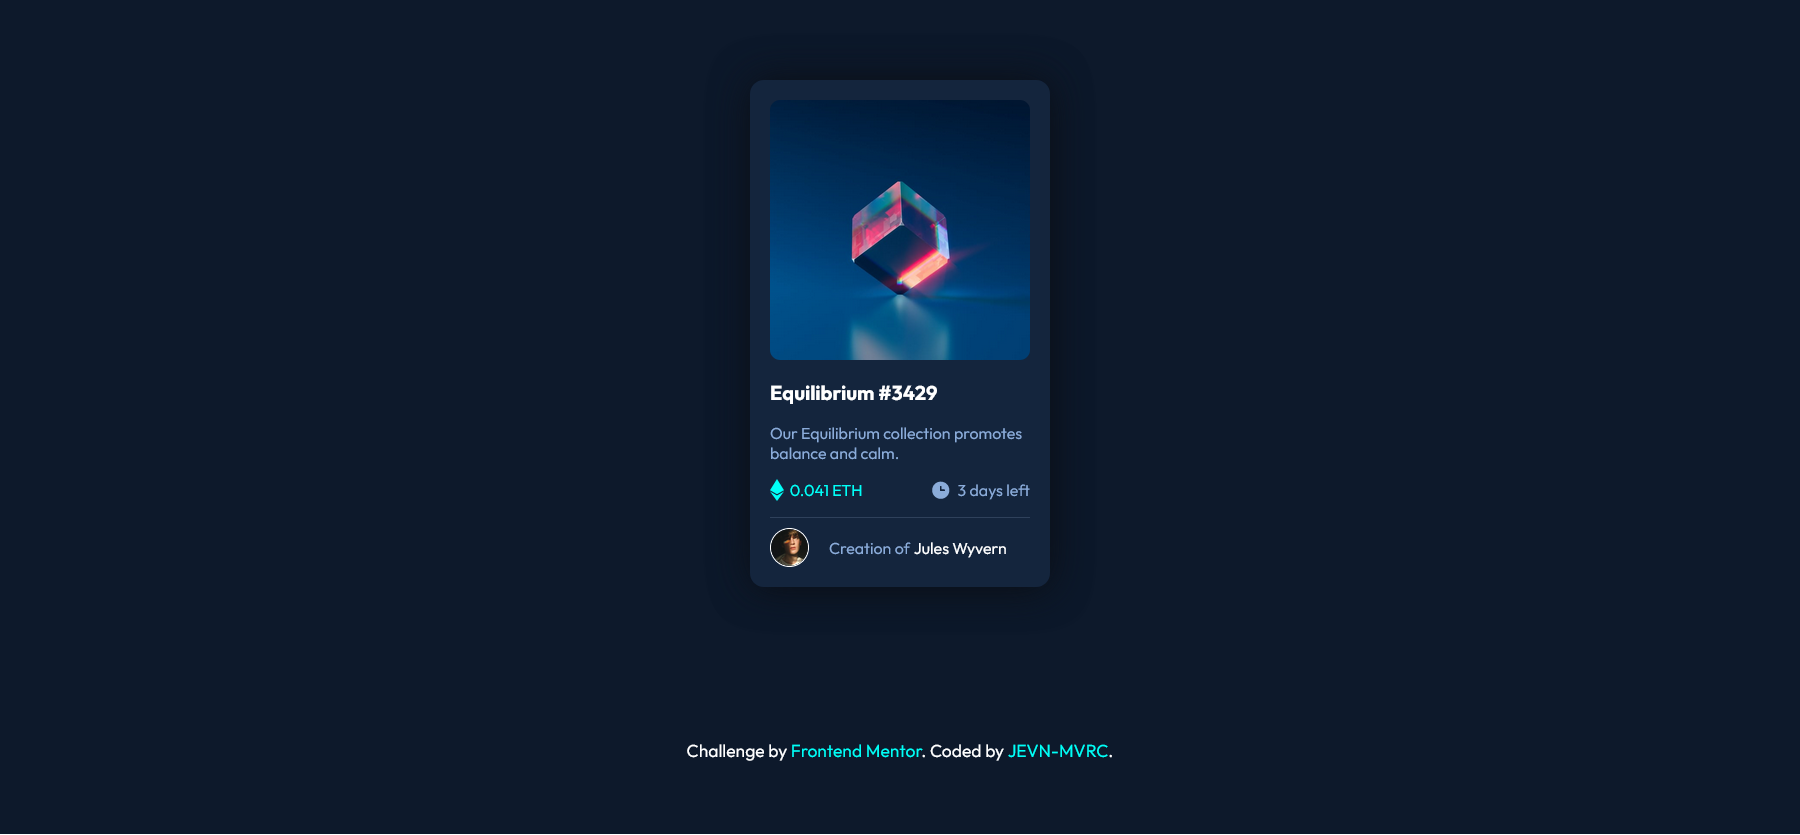 Equilibrium #3429
Our Equilibrium collection promotes
balance and calm.
0.041 ETH 3 days left
Creation of Jules Wyvern
Challenge by Frontend Mentor. Coded by JEVN-MVRC.